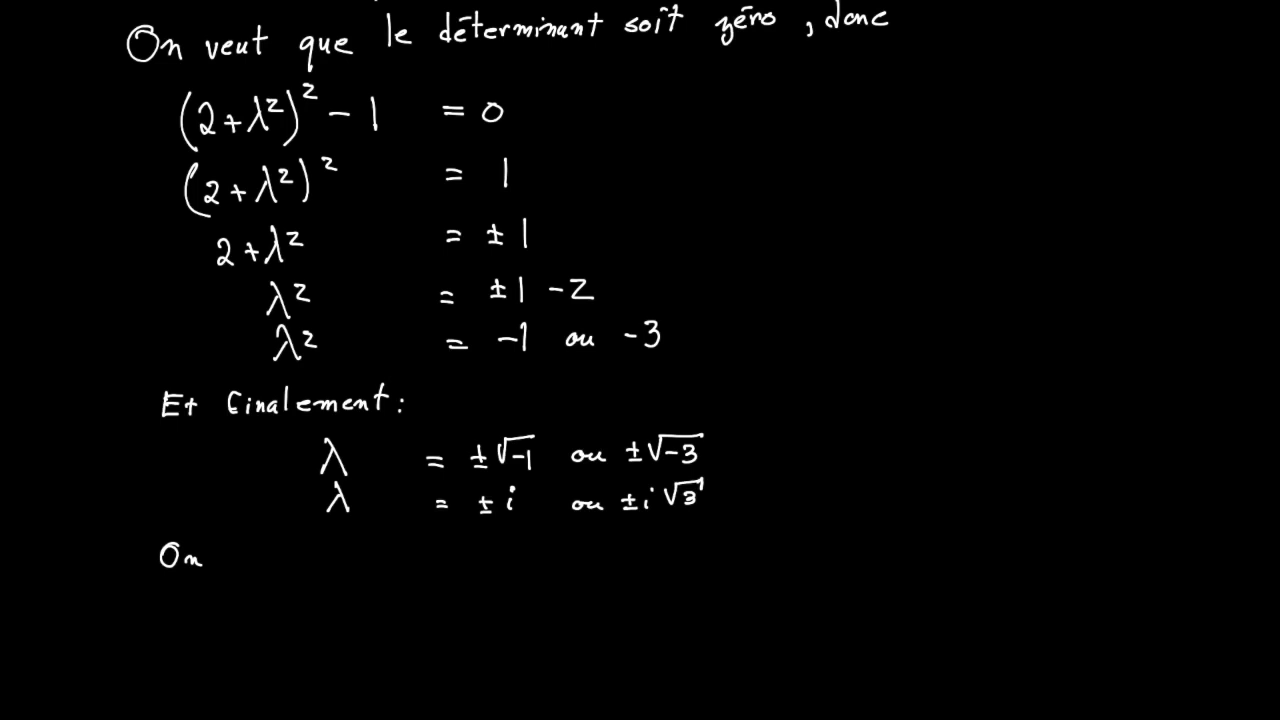 On veut que le déterminant soit zéro, donc
(2+λ²)² - 1 = 0
(2+λ²)² = 1
2+λ² = ±1
λ² = ±1 -2
λ² = -1 ou -3
Et finalement:
λ = ±√-1 ou ±√-3
λ = ±i ou ±i√3
On